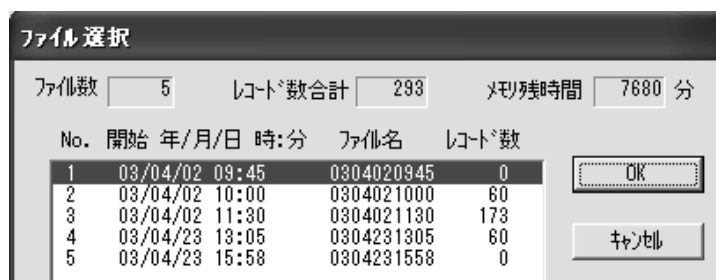 ファイル選択
ファイル数 5 レコード数合計 293 メモリ残時間 7680 分
No. 開始 年/月/日 時:分 ファイル名 レコード数
1 03/04/02 09:45 0304020945 0 OK
2 03/04/02 10:00 0304021000 60
3 03/04/02 11:30 0304021130 173
4 03/04/23 13:05 0304231305 60 キャンセル
5 03/04/23 15:58 0304231558 0